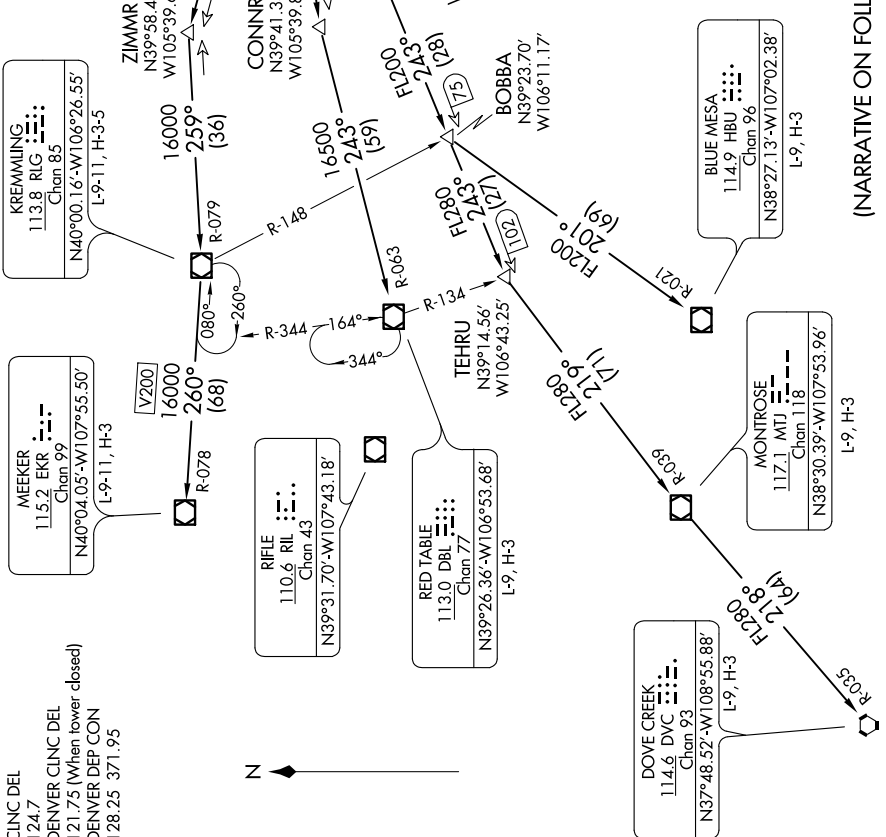 CLNC DEL
124.7
DENVER CLNC DEL
121.75 (When tower closed)
DENVER DEP CON
128.25 371.95
MEEKER
115.2 EKR
Chan 99
N40°04.05'-W107°55.50'
L-9-11, H-3
KREMMLING
113.8 RLG
Chan 85
N40°00.16'-W106°26.55'
L-9-11, H-3-5
ZIMMR
N39°58.4
W105°39.
CONNR
N39°41.3
W105°39.8
V200
16000
260°
(68)
R-078
080°
260°
R-079
16000
259°
(36)
R-148
16500
243°
(59)
R-063
R-344
164°
344°
R-134
FL200
243°
(28)
75
BOBBA
N39°23.70'
W106°11.17'
FL280
243°
(27)
102
TEHRU
N39°14.56'
W106°43.25'
FL200
201°
(69)
R-021
RIFLE
110.6 RIL
Chan 43
N39°31.70'-W107°43.18'
RED TABLE
113.0 DBL
Chan 77
N39°26.36'-W106°53.68'
L-9, H-3
FL280
219°
(71)
R-039
BLUE MESA
114.9 HBU
Chan 96
N38°27.13'-W107°02.38'
L-9, H-3
MONTROSE
117.1 MTJ
Chan 118
N38°30.39'-W107°53.96'
L-9, H-3
FL280
218°
(64)
R-035
DOVE CREEK
114.6 DVC
Chan 93
N37°48.52'-W108°55.88'
L-9, H-3
N
(NARRATIVE ON FOLL